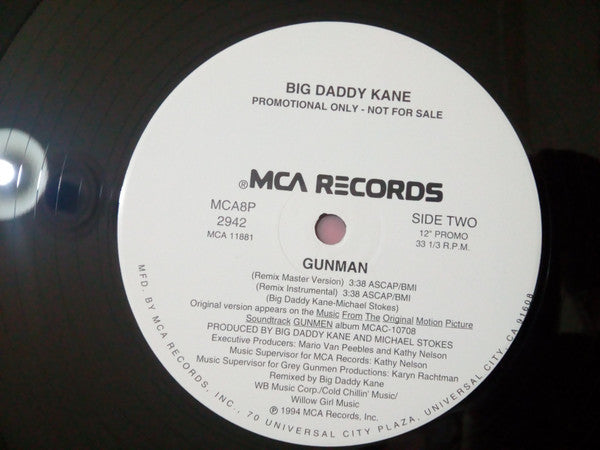 BIG DADDY KANE
PROMOTIONAL ONLY - NOT FOR SALE
®MCA RECORDS
MCA8P
2942
MCA 11881
SIDE TWO
12" PROMO
33 1/3 R.P.M.
GUNMAN
(Remix Master Version) 3:38 ASCAP/BMI
(Remix Instrumental) 3:38 ASCAP/BMI
(Big Daddy Kane-Michael Stokes)
Original version appears on the Music From The Original Motion Picture
Soundtrack GUNMEN album MCAC-10708
PRODUCED BY BIG DADDY KANE AND MICHAEL STOKES
Executive Producers: Mario Van Peebles and Kathy Nelson
Music Supervisor for MCA Records: Kathy Nelson
Music Supervisor for Grey Gunmen Productions: Karyn Rachtman
Remixed by Big Daddy Kane
WB Music Corp./Cold Chillin' Music/
Willow Girl Music
℗ 1994 MCA Records, Inc.
MFD. BY MCA RECORDS, INC., 70 UNIVERSAL CITY PLAZA, UNIVERSAL CITY, CA 91608